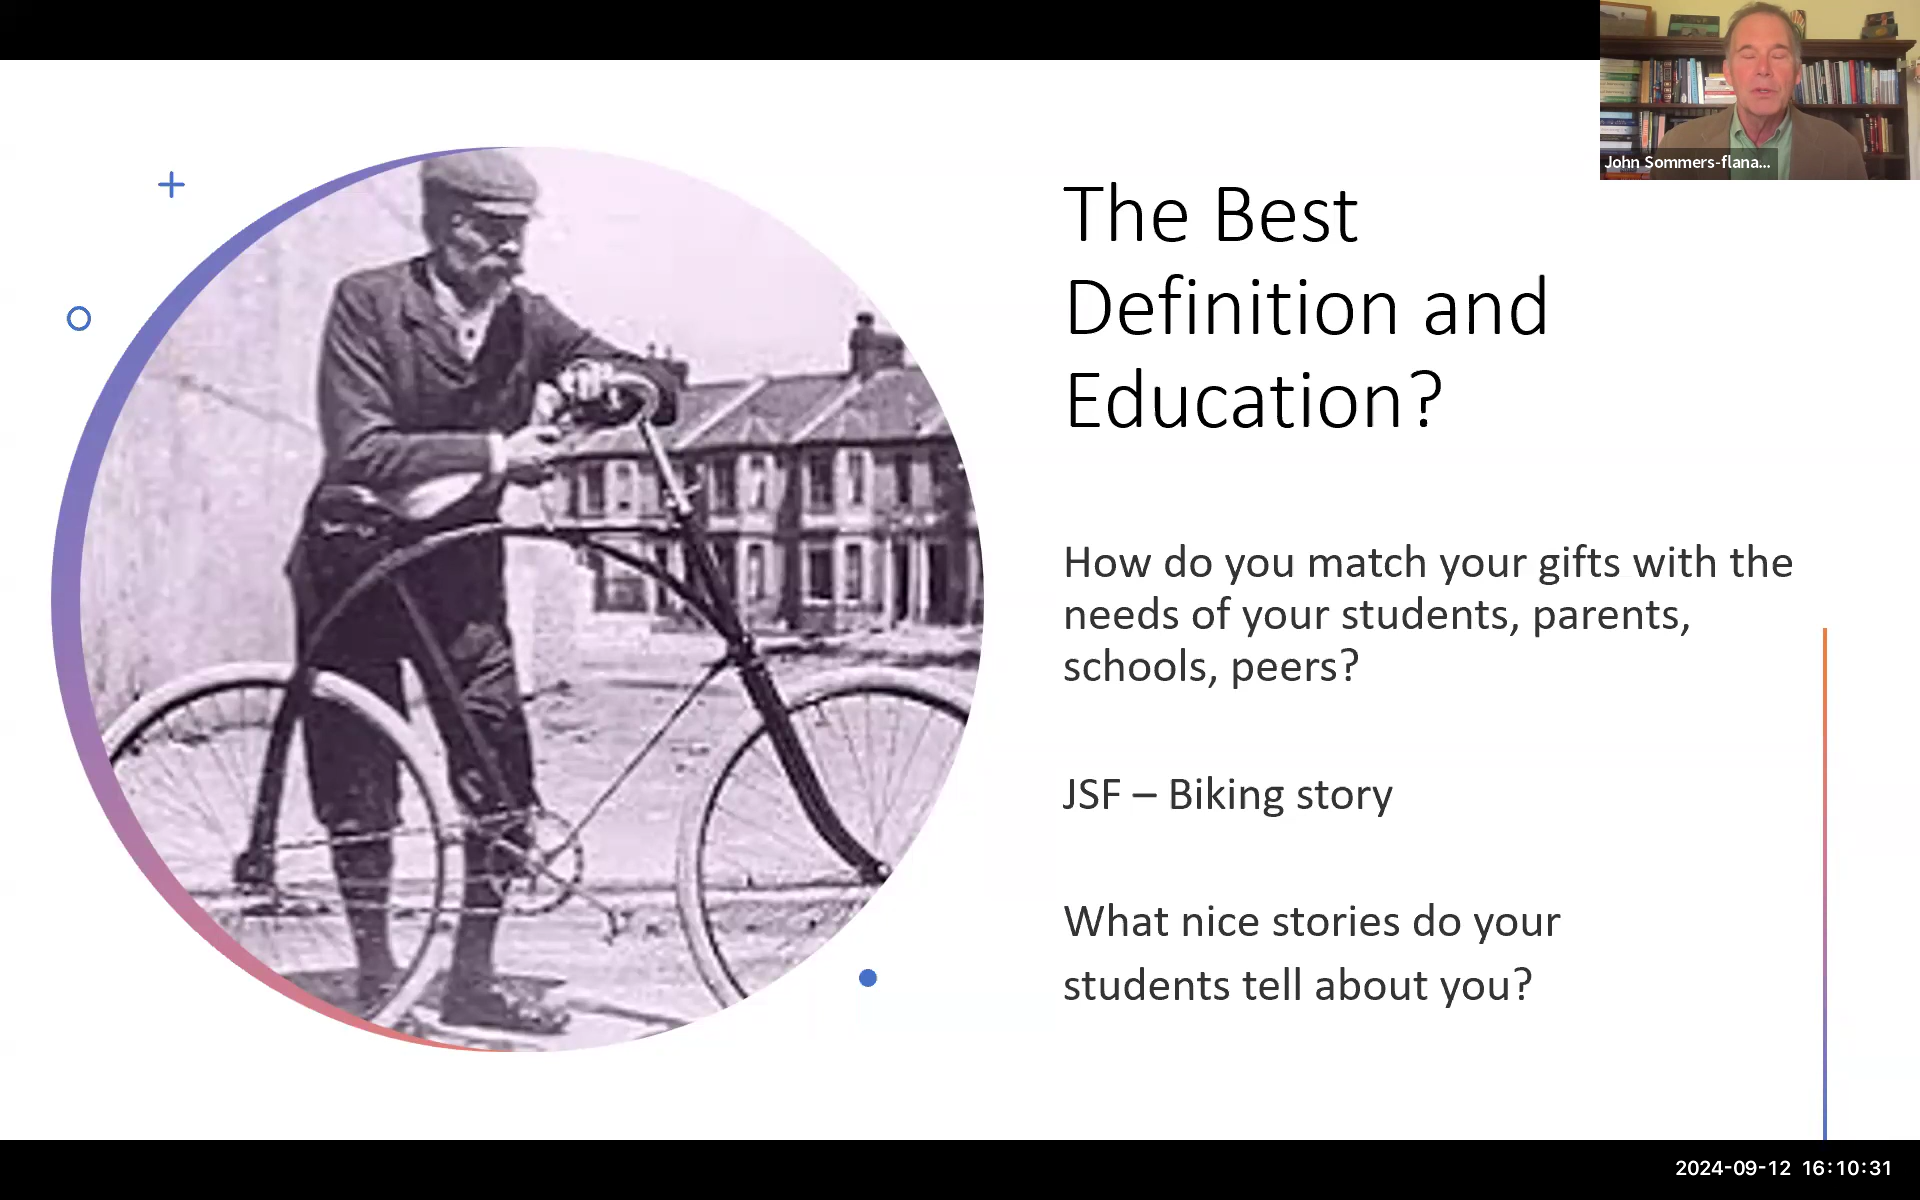 John Sommers-flana...
The Best
Definition and
Education?
How do you match your gifts with the
needs of your students, parents,
schools, peers?
JSF – Biking story
What nice stories do your
students tell about you?
2024-09-12 16:10:31